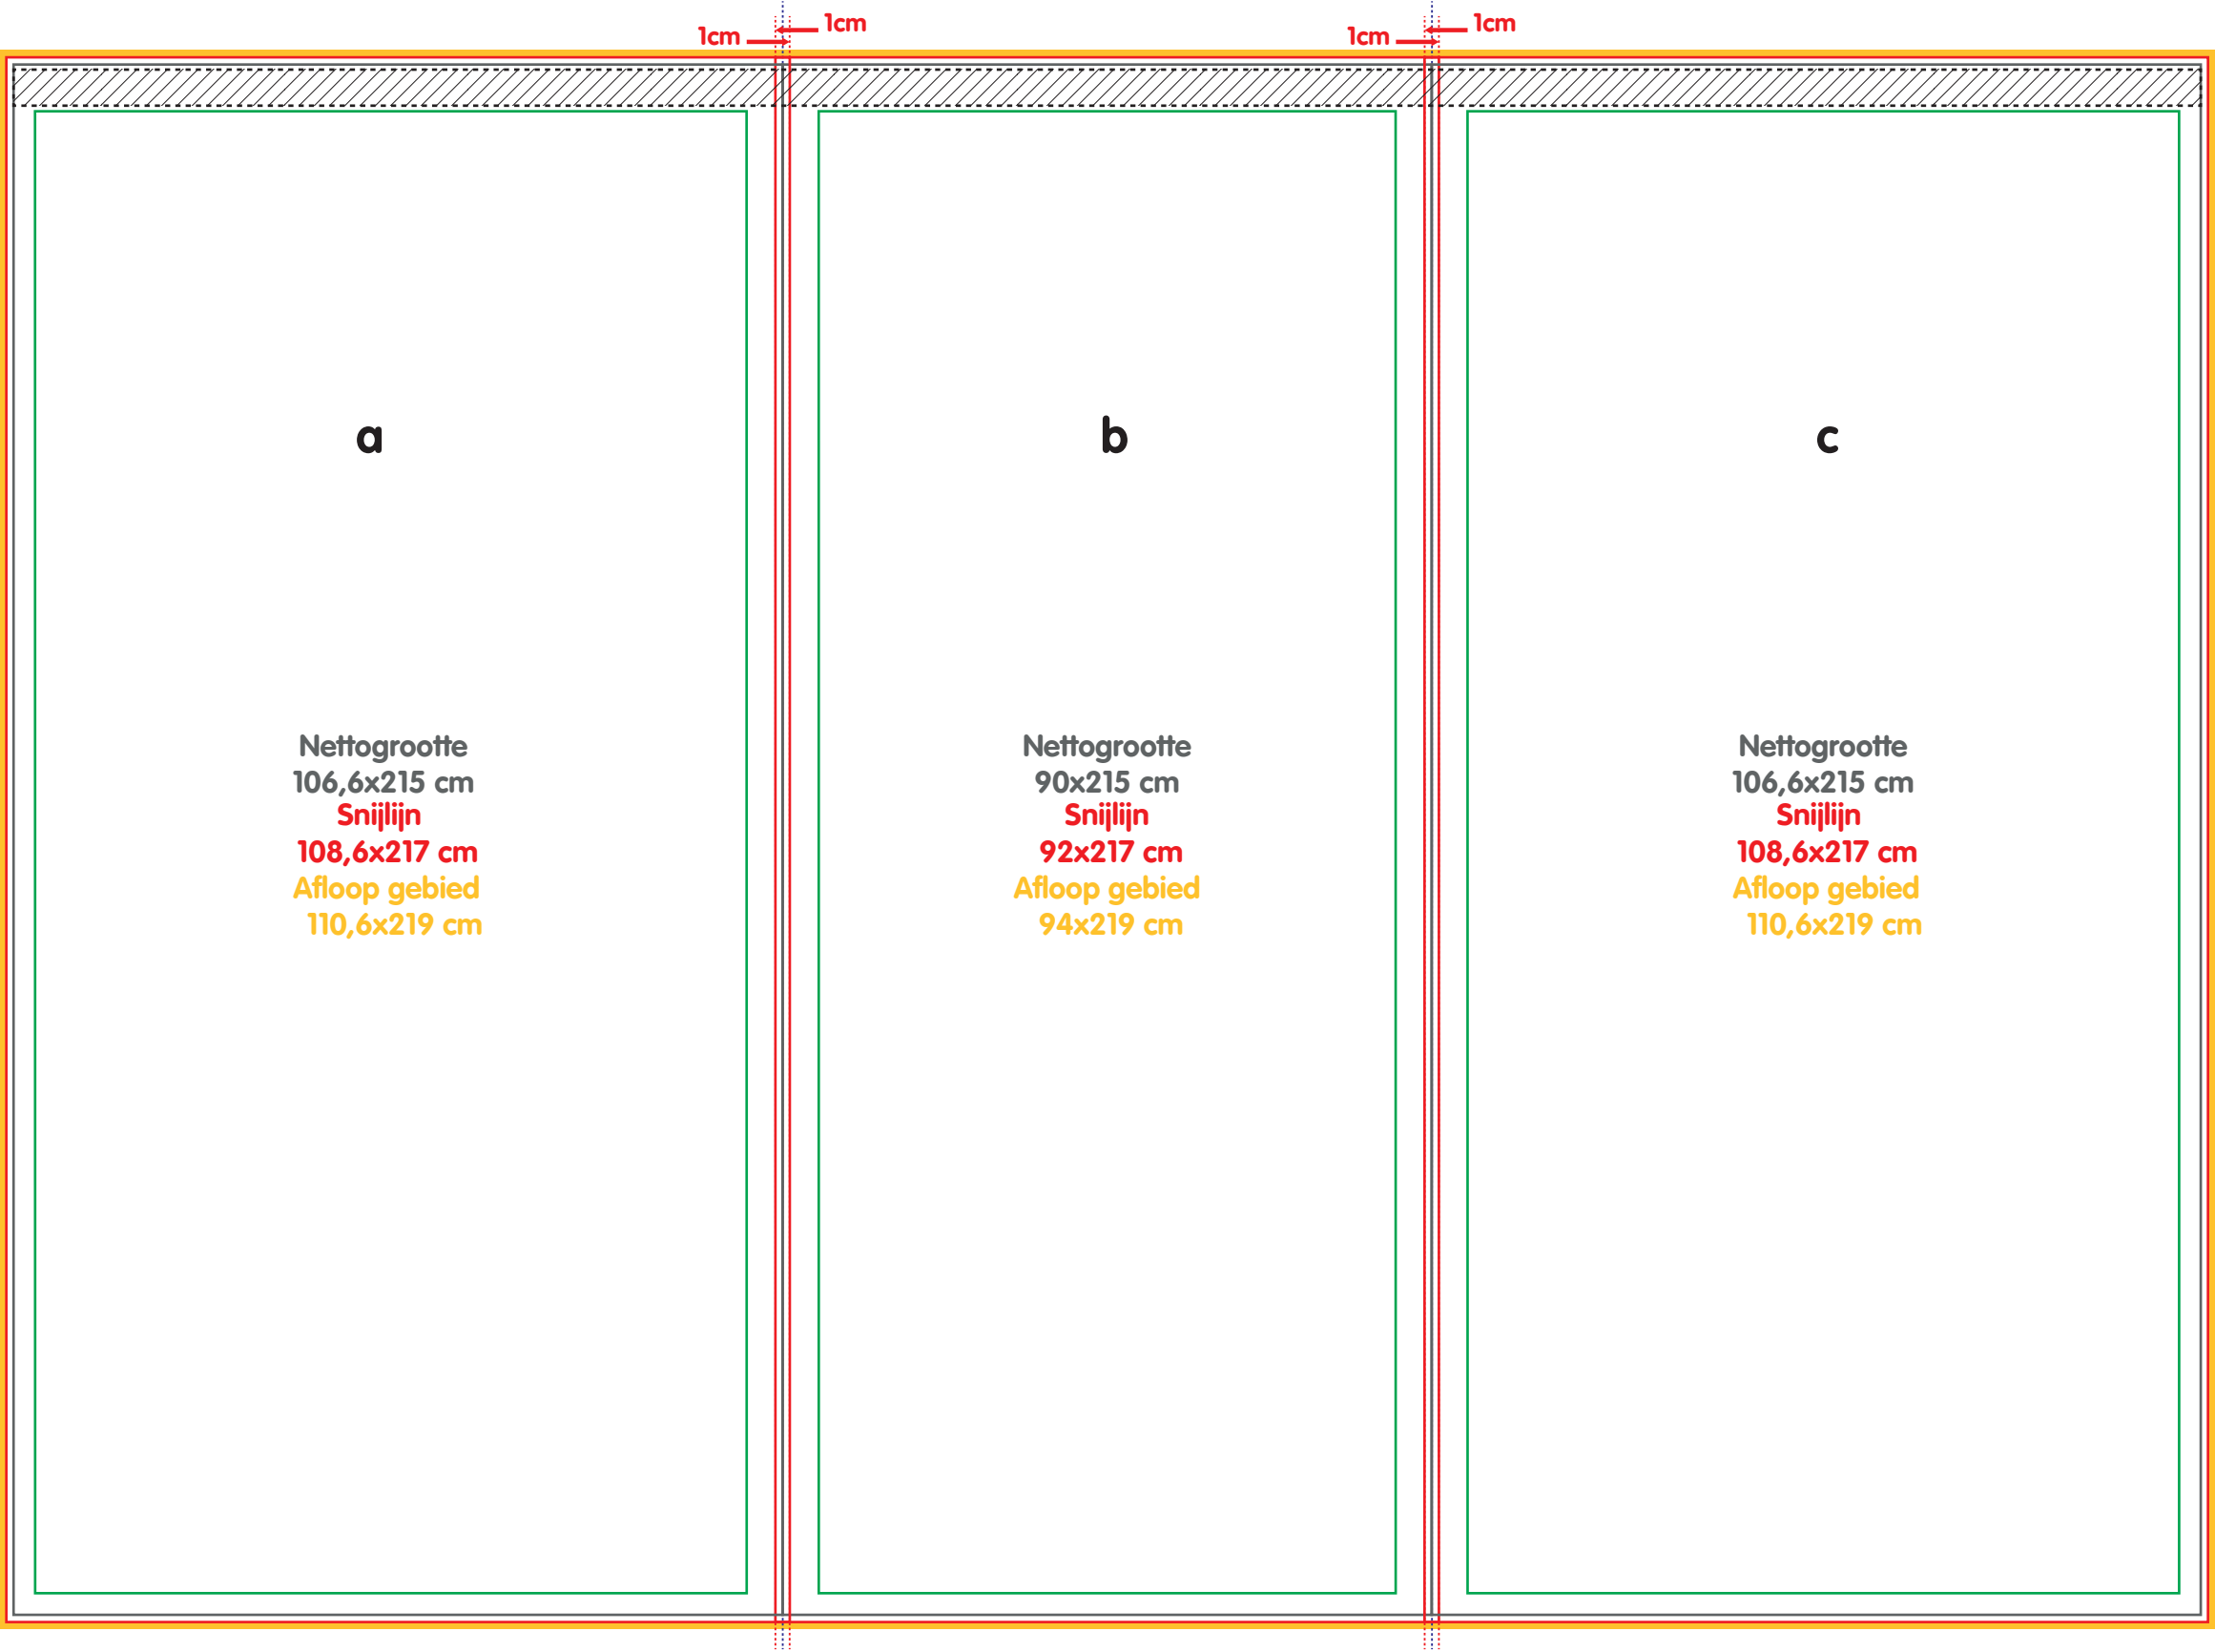 1cm
1cm
1cm
1cm
a
b
c
Nettogrootte
106,6x215 cm
Snijlijn
108,6x217 cm
Afloop gebied
110,6x219 cm
Nettogrootte
90x215 cm
Snijlijn
92x217 cm
Afloop gebied
94x219 cm
Nettogrootte
106,6x215 cm
Snijlijn
108,6x217 cm
Afloop gebied
110,6x219 cm